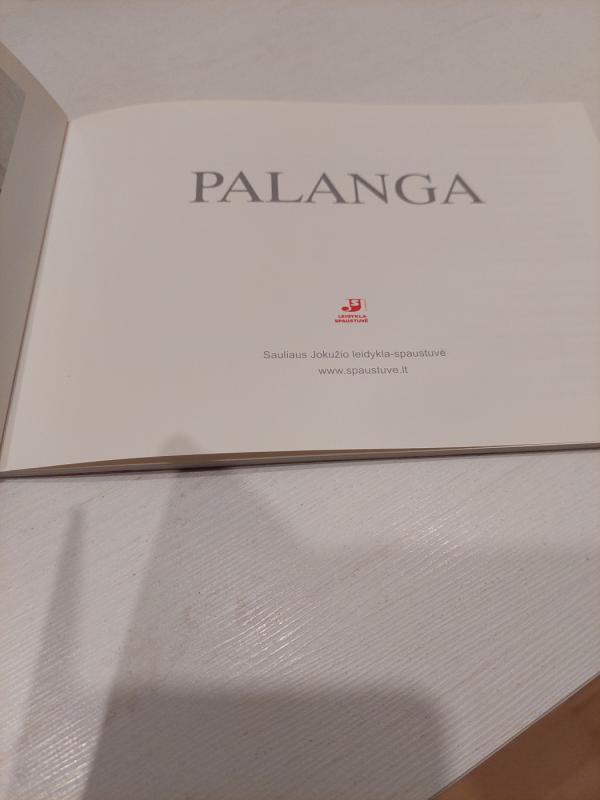 PALANGA
LEIDYKLA-
SPAUSTUVĖ
Sauliaus Jokužio leidykla-spaustuvė
www.spaustuve.lt